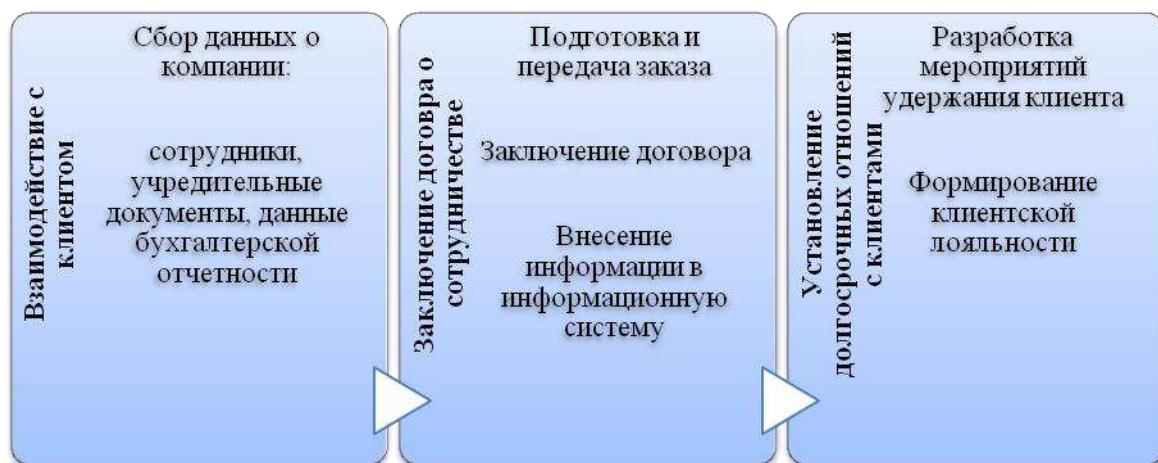 Взаимодействие с
клиентом
Сбор данных о
компании:
сотрудники,
учредительные
документы, данные
бухгалтерской
отчетности
Заключение договра о
сотрудничестве
Подготовка и
передача заказа
Заключение договора
Внесение
информации в
информационную
систему
Установление
долгосрочных отношений
с клиентами
Разработка
мероприятий
удержания клиента
Формирование
клиентской
лояльности